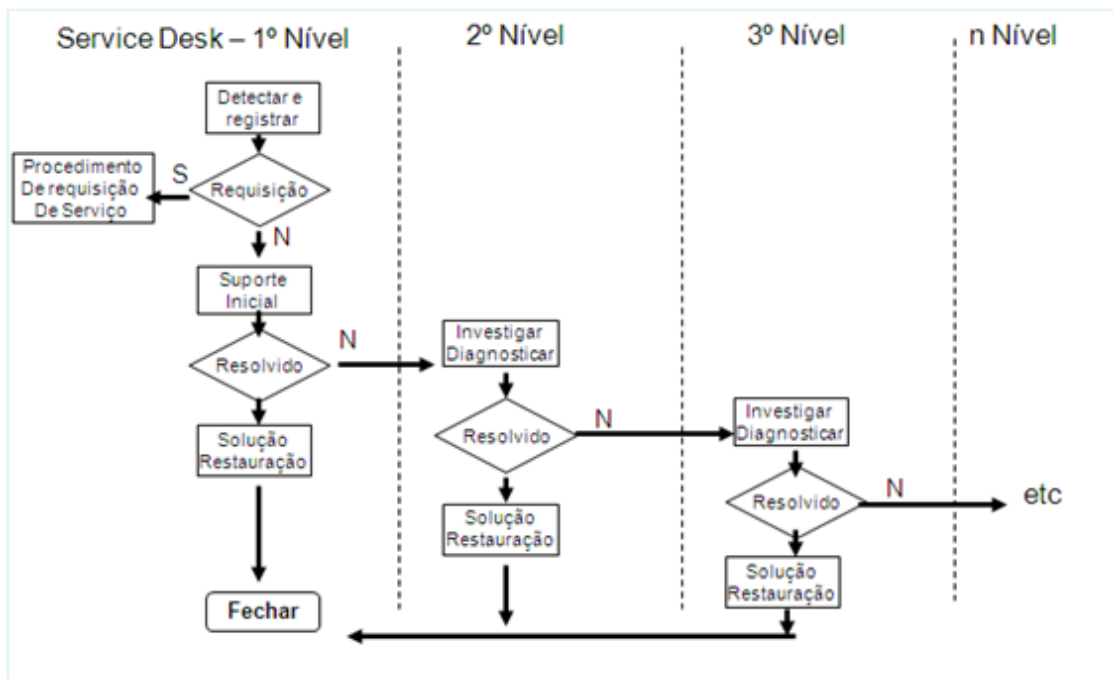 Service Desk – 1º Nível
2º Nível
3º Nível
n Nível
Detectar e
registrar
Procedimento
De requisição
De Serviço
S
Requisição
N
Suporte
Inicial
Resolvido
N
Solução
Restauração
Fechar
Investigar
Diagnosticar
Resolvido
N
Solução
Restauração
Investigar
Diagnosticar
Resolvido
N
etc
Solução
Restauração